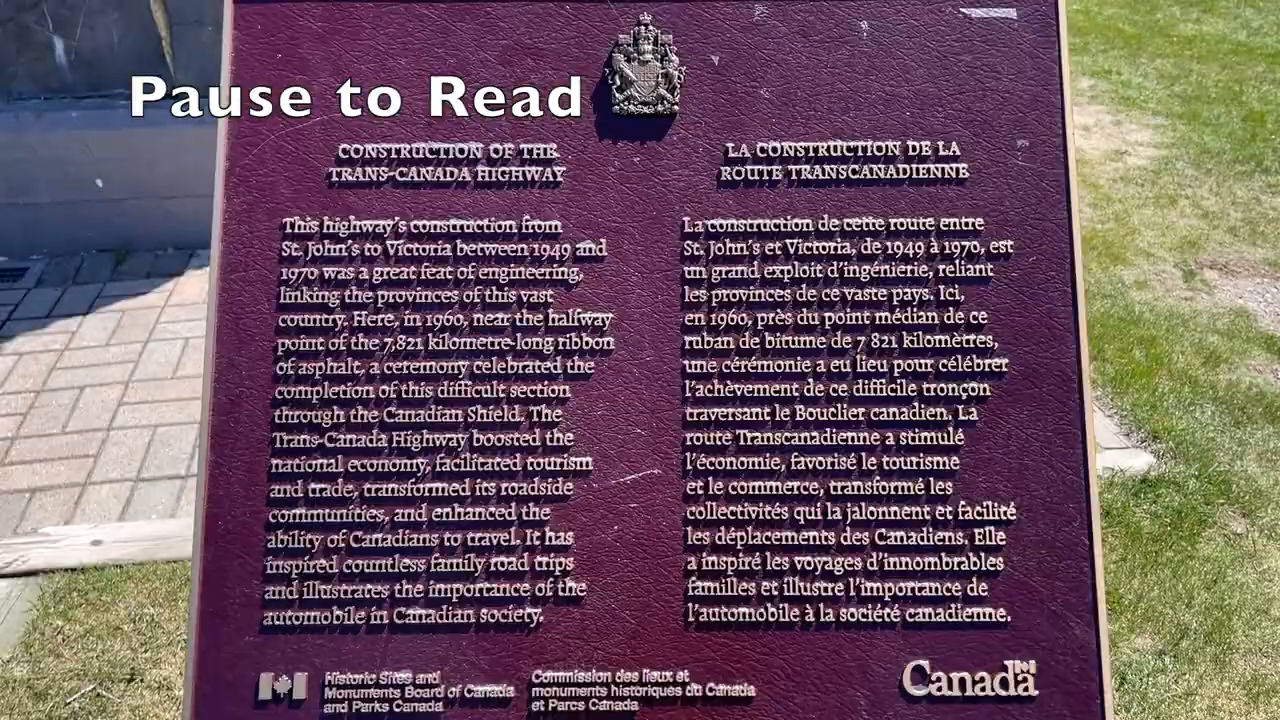 Pause to Read
CONSTRUCTION OF THE
TRANS-CANADA HIGHWAY
This highway's construction from
St. John's to Victoria between 1949 and
1970 was a great feat of engineering,
linking the provinces of this vast
country. Here, in 1960, near the halfway
point of the 7,821 kilometre-long ribbon
of asphalt, a ceremony celebrated the
completion of this difficult section
through the Canadian Shield. The
Trans-Canada Highway boosted the
national economy, facilitated tourism
and trade, transformed its roadside
communities, and enhanced the
ability of Canadians to travel. It has
inspired countless family road trips
and illustrates the importance of the
automobile in Canadian society.
LA CONSTRUCTION DE LA
ROUTE TRANSCANADIENNE
La construction de cette route entre
St. John's et Victoria, de 1949 à 1970, est
un grand exploit d'ingénierie, reliant
les provinces de ce vaste pays. Ici,
en 1960, près du point médian de ce
ruban de bitume de 7 821 kilomètres,
une cérémonie a eu lieu pour célébrer
l'achèvement de ce difficile tronçon
traversant le Bouclier canadien. La
route Transcanadienne a stimulé
l'économie, favorisé le tourisme
et le commerce, transformé les
collectivités qui la jalonnent et facilité
les déplacements des Canadiens. Elle
a inspiré les voyages d'innombrables
familles et illustre l'importance de
l'automobile à la société canadienne.
Historic Sites and
Monuments Board of Canada
and Parks Canada
Commission des lieux et
monuments historiques du Canada
et Parcs Canada
Canada